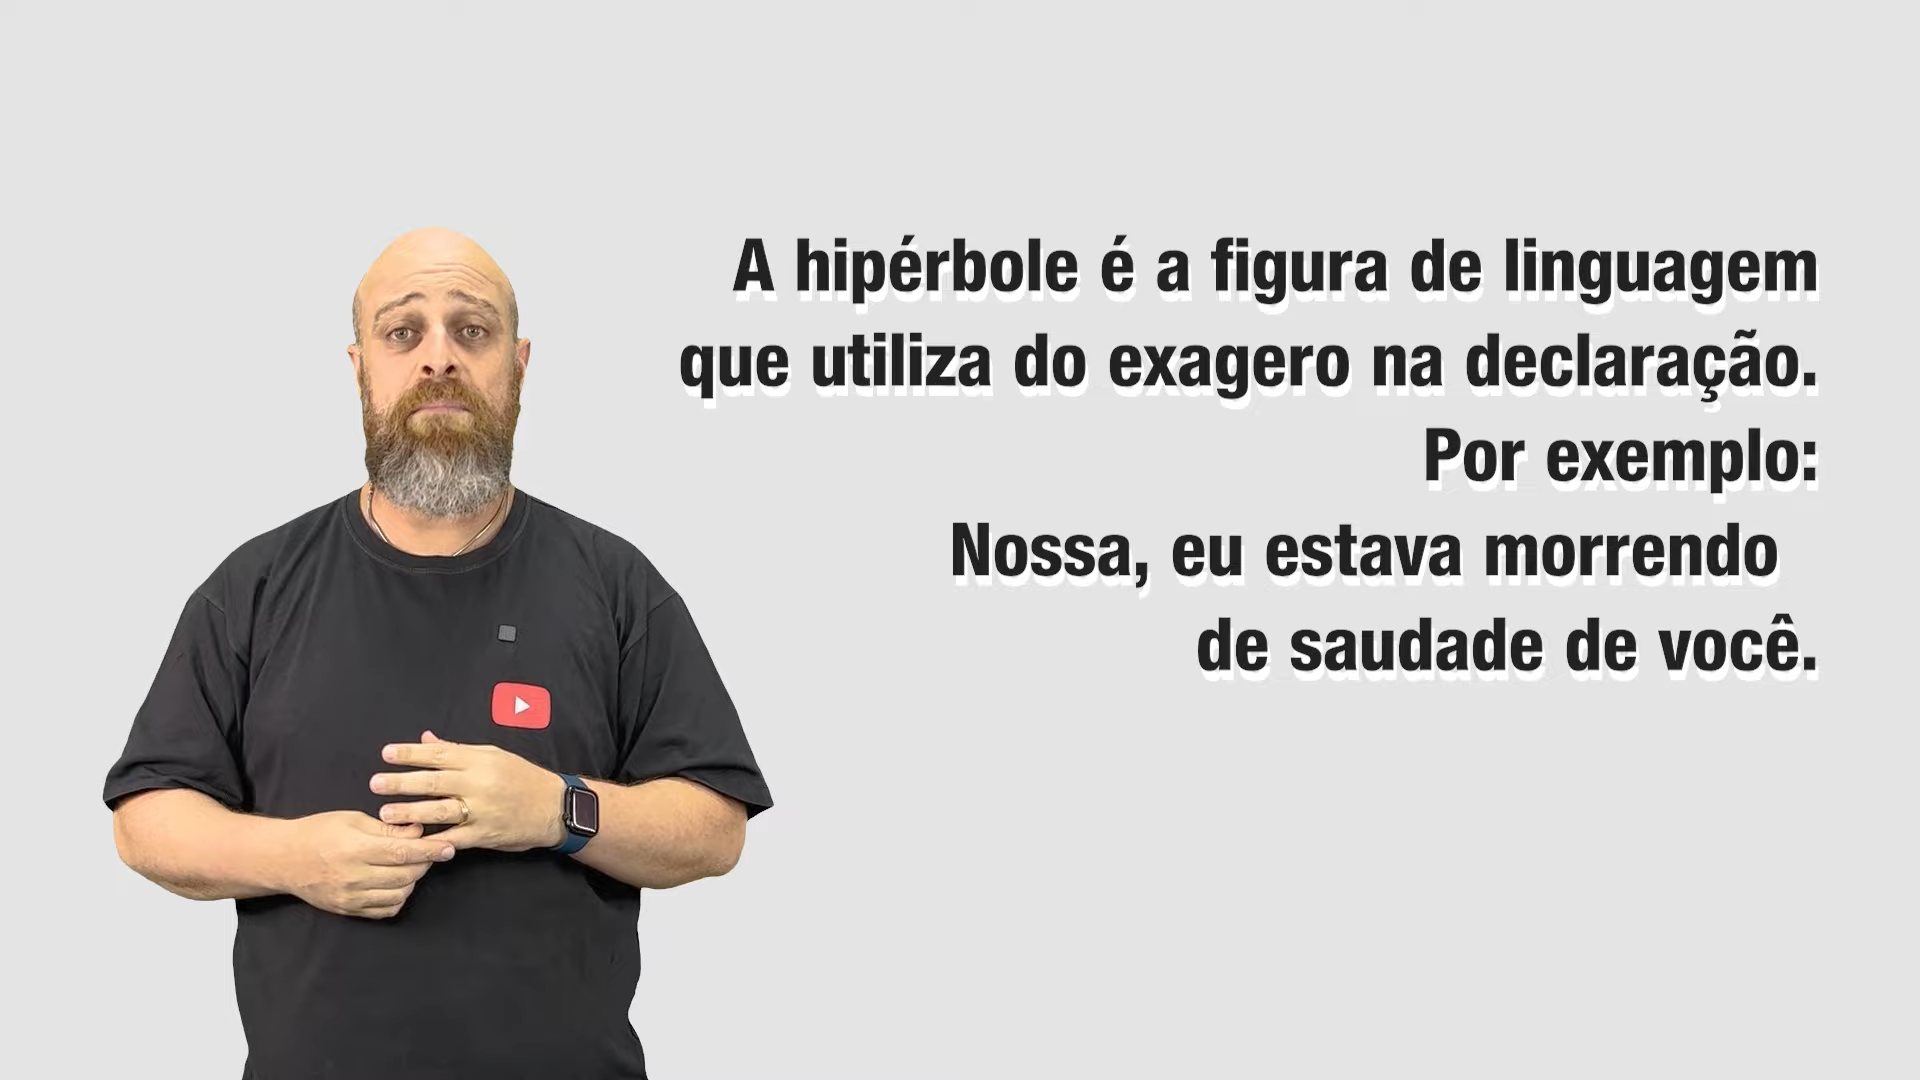 A hipérbole é a figura de linguagem
que utiliza do exagero na declaração.
Por exemplo:
Nossa, eu estava morrendo
de saudade de você.